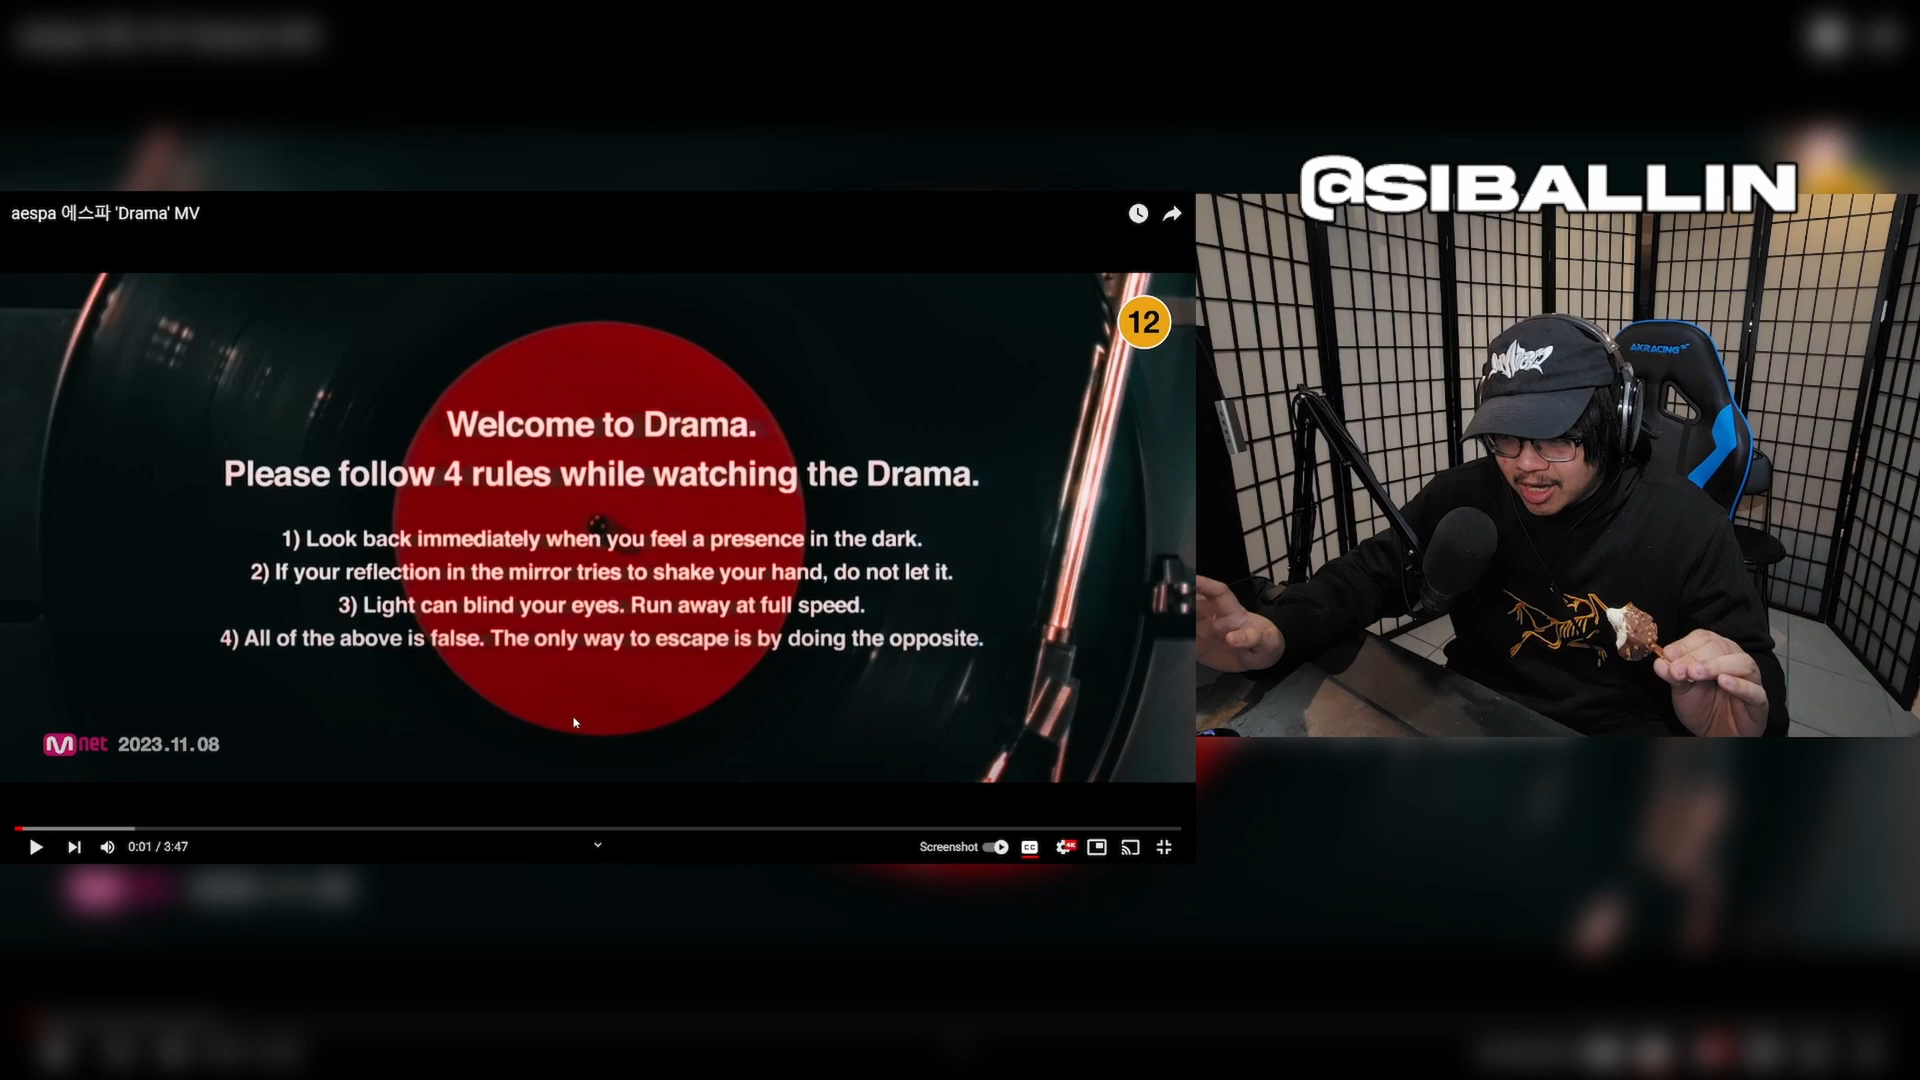 @SIBALLIN
aespa 에스파 'Drama' MV
12
Welcome to Drama.
Please follow 4 rules while watching the Drama.
1) Look back immediately when you feel a presence in the dark.
2) If your reflection in the mirror tries to shake your hand, do not let it.
3) Light can blind your eyes. Run away at full speed.
4) All of the above is false. The only way to escape is by doing the opposite.
Mnet 2023.11.08
0:01 / 3:47
Screenshot
CC
4K
AKRACING